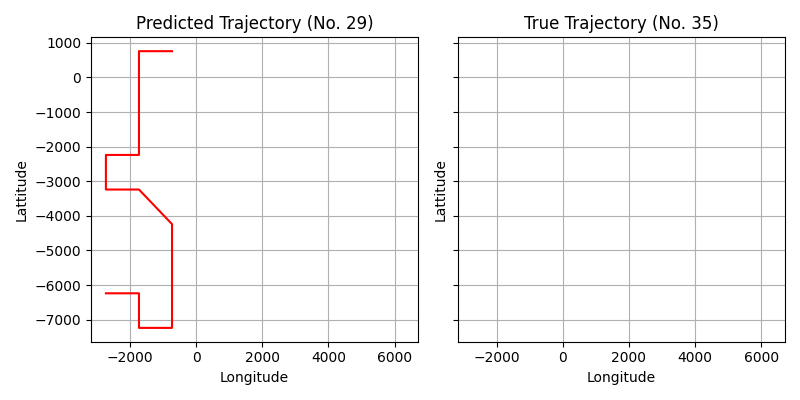 Predicted Trajectory (No. 29)
True Trajectory (No. 35)
1000
0
−1000
−2000
−3000
−4000
−5000
−6000
−7000
Lattitude
Lattitude
−2000 0 2000 4000 6000
−2000 0 2000 4000 6000
Longitude
Longitude